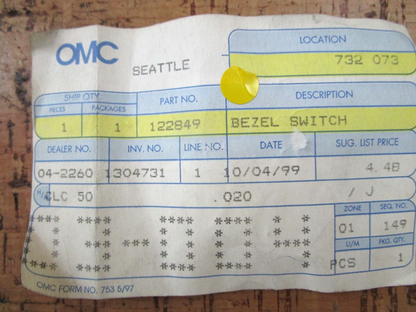 OMC
SEATTLE
LOCATION
732 073
SHIP QTY
PIECES PACKAGES PART NO. DESCRIPTION
1 1 122849 BEZEL SWITCH
DEALER NO. INV. NO. LINE NO. DATE SUG. LIST PRICE
04-2260 1304731 1 10/04/99 4.48
CLC 50 .020 / J
ZONE SEQ. NO.
01 149
U/M PKG. QTY.
PCS 1
OMC FORM NO. 753 5/97